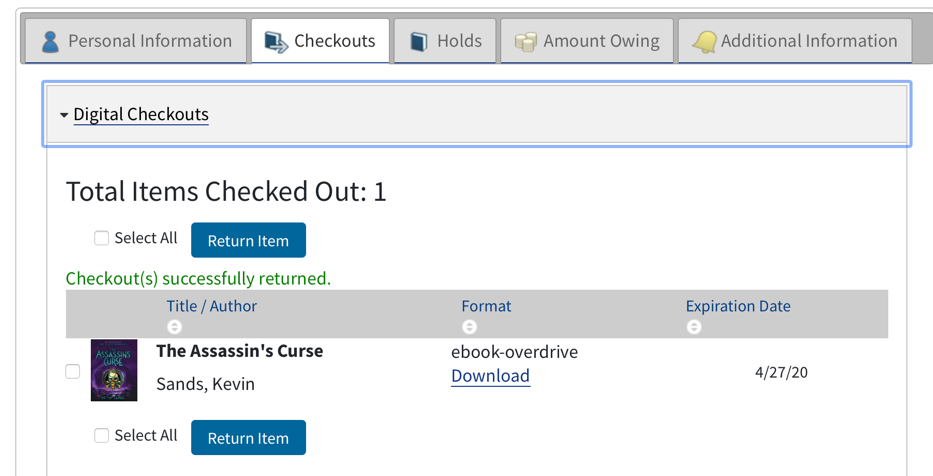 Personal Information Checkouts Holds Amount Owing Additional Information
Digital Checkouts
Total Items Checked Out: 1
Select All Return Item
Checkout(s) successfully returned.
Title / Author Format Expiration Date
ASSASSIN'S
CURSE
The Assassin's Curse
Sands, Kevin
ebook-overdrive
Download
4/27/20
Select All Return Item